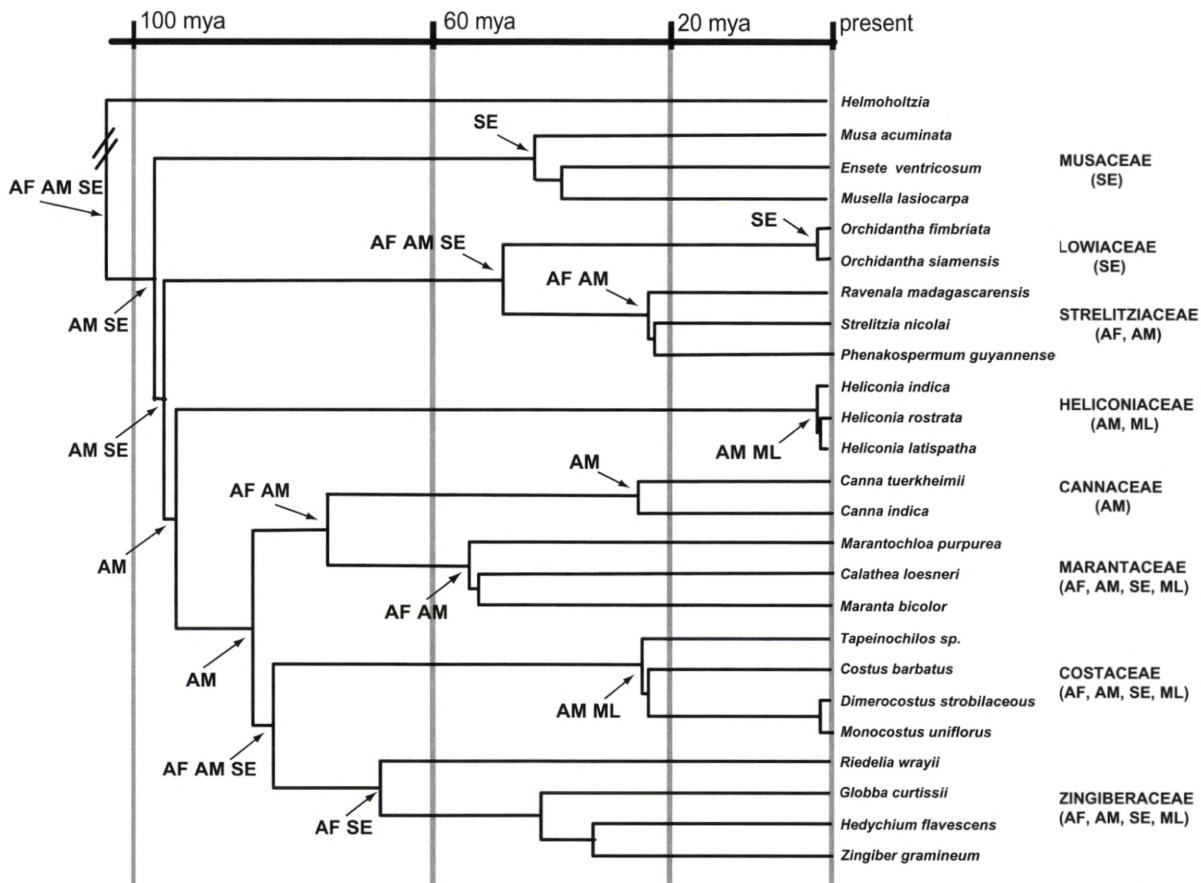 100 mya
60 mya
20 mya
present
Helmoholtzia
SE
Musa acuminata
Ensete ventricosum
MUSACEAE
(SE)
AF AM SE
Musella lasiocarpa
SE
Orchidantha fimbriata
AF AM SE
LOWIACEAE
(SE)
Orchidantha siamensis
AF AM
Ravenala madagascarensis
STRELITZIACEAE
(AF, AM)
AM SE
Strelitzia nicolai
Phenakospermum guyannense
Heliconia indica
HELICONIACEAE
(AM, ML)
Heliconia rostrata
AM SE
AM ML
Heliconia latispatha
AM
Canna tuerkheimii
CANNACEAE
(AM)
AF AM
Canna indica
Marantochloa purpurea
AM
MARANTACEAE
(AF, AM, SE, ML)
Calathea loesneri
AF AM
Maranta bicolor
Tapeinochilos sp.
AM
Costus barbatus
COSTACEAE
(AF, AM, SE, ML)
Dimerocostus strobilaceous
AM ML
Monocostus uniflorus
Riedelia wrayii
AF AM SE
Globba curtissii
ZINGIBERACEAE
(AF, AM, SE, ML)
AF SE
Hedychium flavescens
Zingiber gramineum